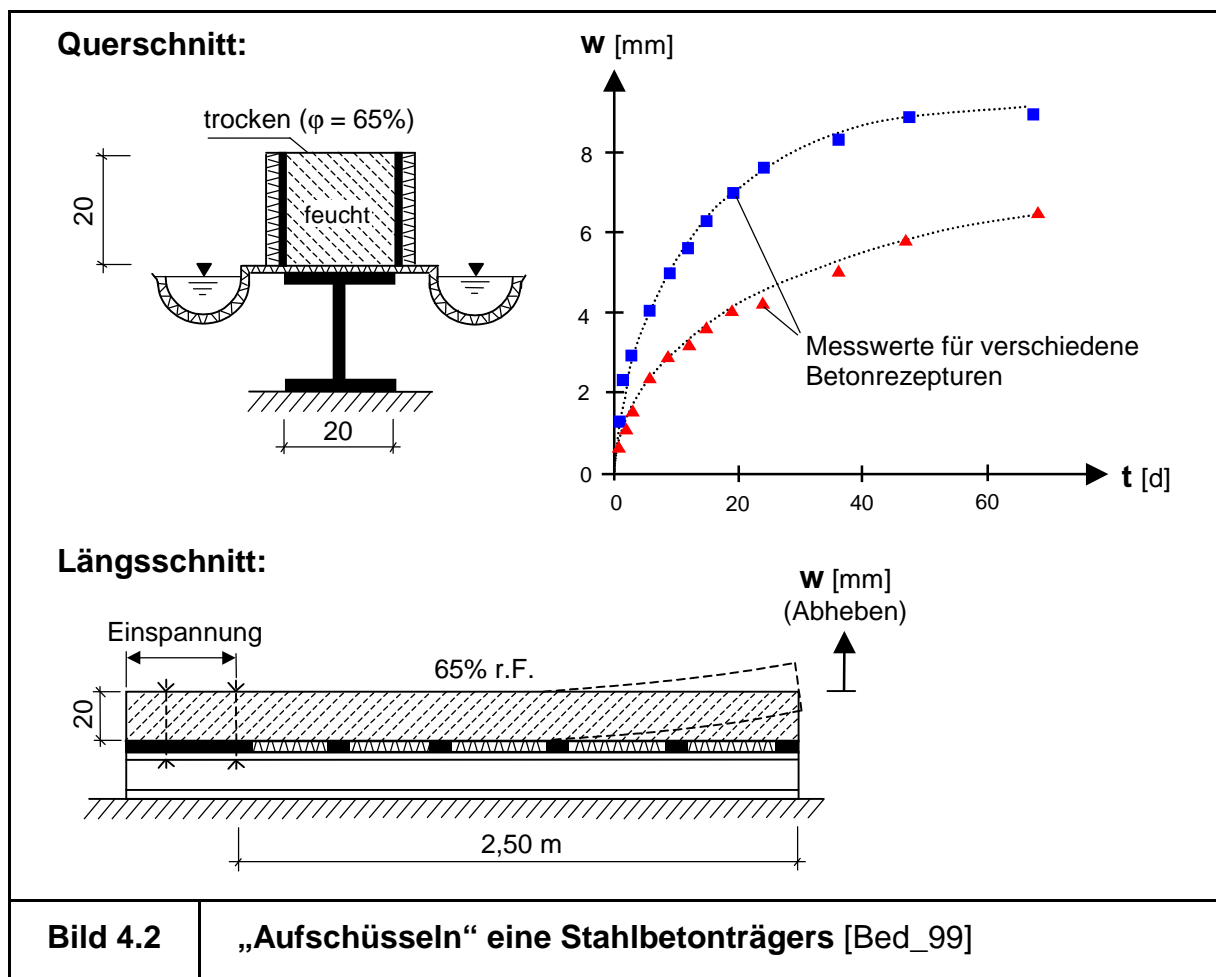 Querschnitt:
trocken (φ = 65%)
20
feucht
20
w [mm]
8
6
4
2
0
0
20
40
60
t [d]
Messwerte für verschiedene
Betonrezepturen
Längsschnitt:
w [mm]
(Abheben)
Einspannung
65% r.F.
20
2,50 m
Bild 4.2
„Aufschüsseln“ eine Stahlbetonträgers [Bed_99]